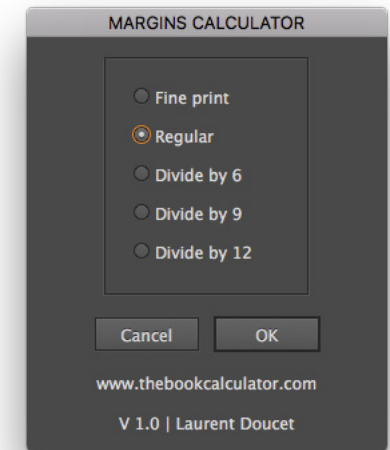 MARGINS CALCULATOR
Fine print
Regular
Divide by 6
Divide by 9
Divide by 12
Cancel
OK
www.thebookcalculator.com
V 1.0 | Laurent Doucet